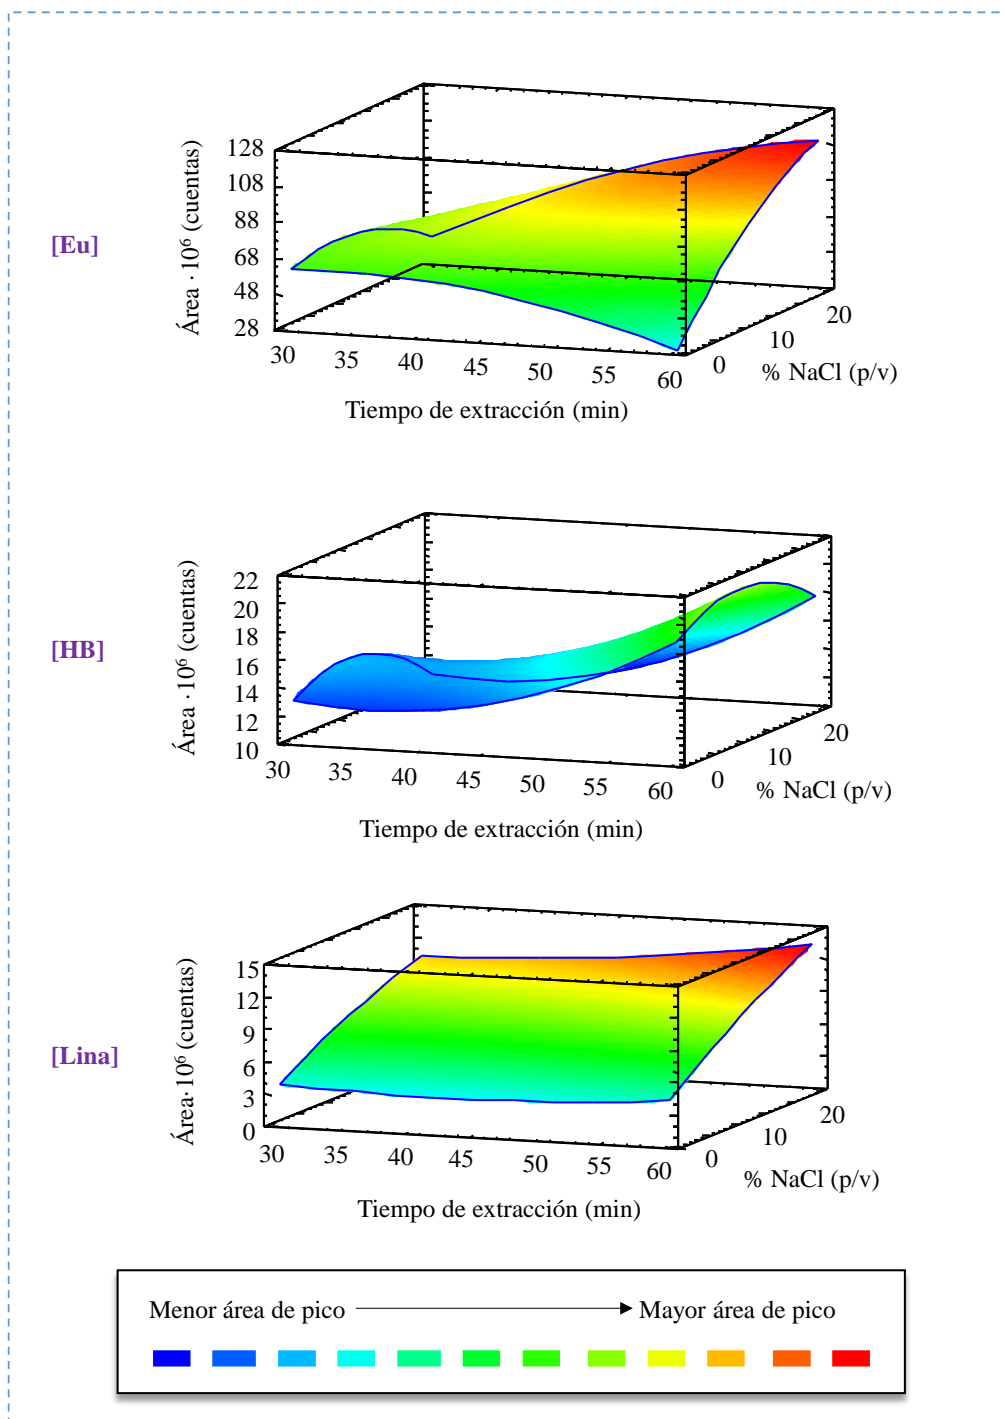 128
108
88
68
48
28
Área ·10⁶ (cuentas)
[Eu]
30 35 40 45 50 55 60
0 10 20
% NaCl (p/v)
Tiempo de extracción (min)
22
20
18
16
14
12
10
Área ·10⁶ (cuentas)
[HB]
30 35 40 45 50 55 60
0 10 20
% NaCl (p/v)
Tiempo de extracción (min)
15
12
9
6
3
0
Área·10⁶ (cuentas)
[Lina]
30 35 40 45 50 55 60
0 10 20
% NaCl (p/v)
Tiempo de extracción (min)
Menor área de pico Mayor área de pico